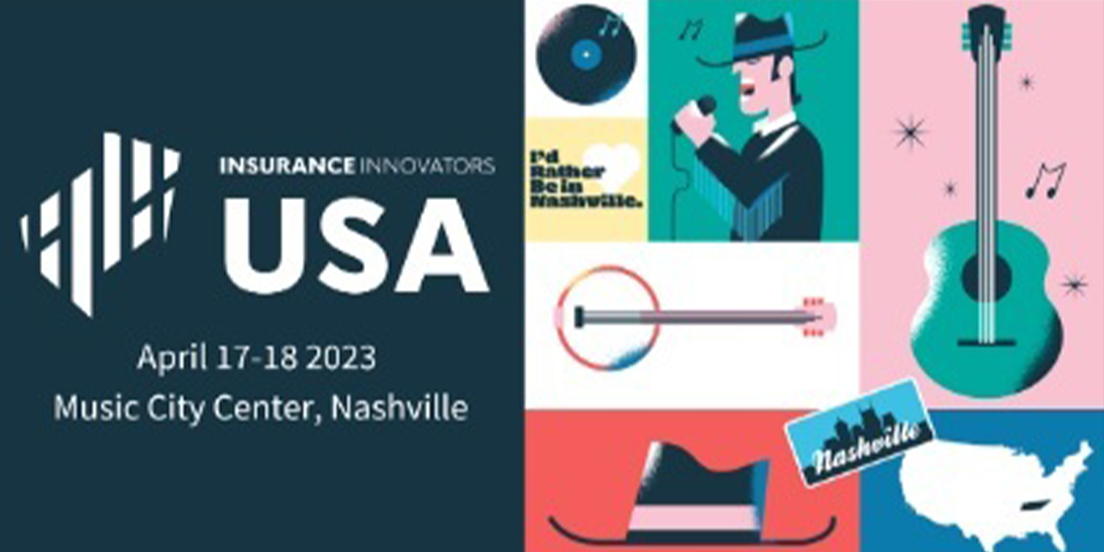 INSURANCE INNOVATORS
USA
April 17-18 2023
Music City Center, Nashville
I'd
Rather
Be in
Nashville.
Nashville